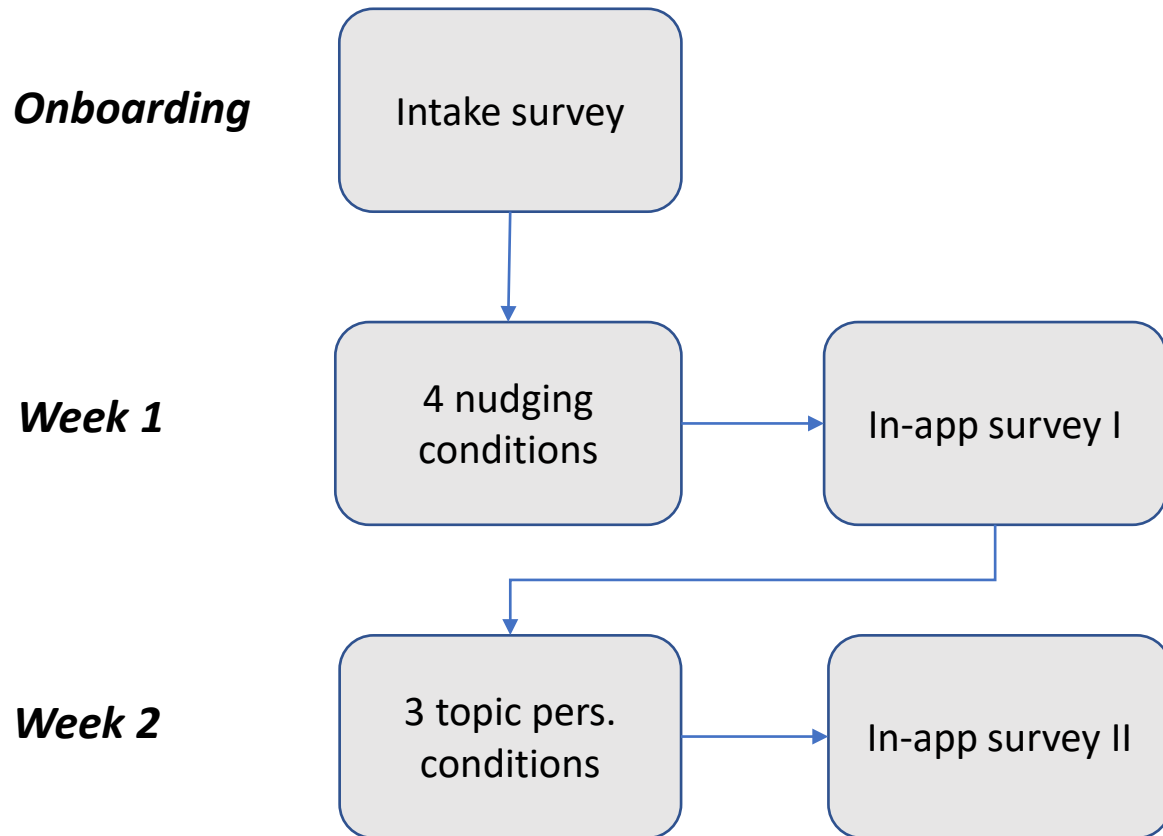 Onboarding
Intake survey
Week 1
4 nudging
conditions
In-app survey I
Week 2
3 topic pers.
conditions
In-app survey II